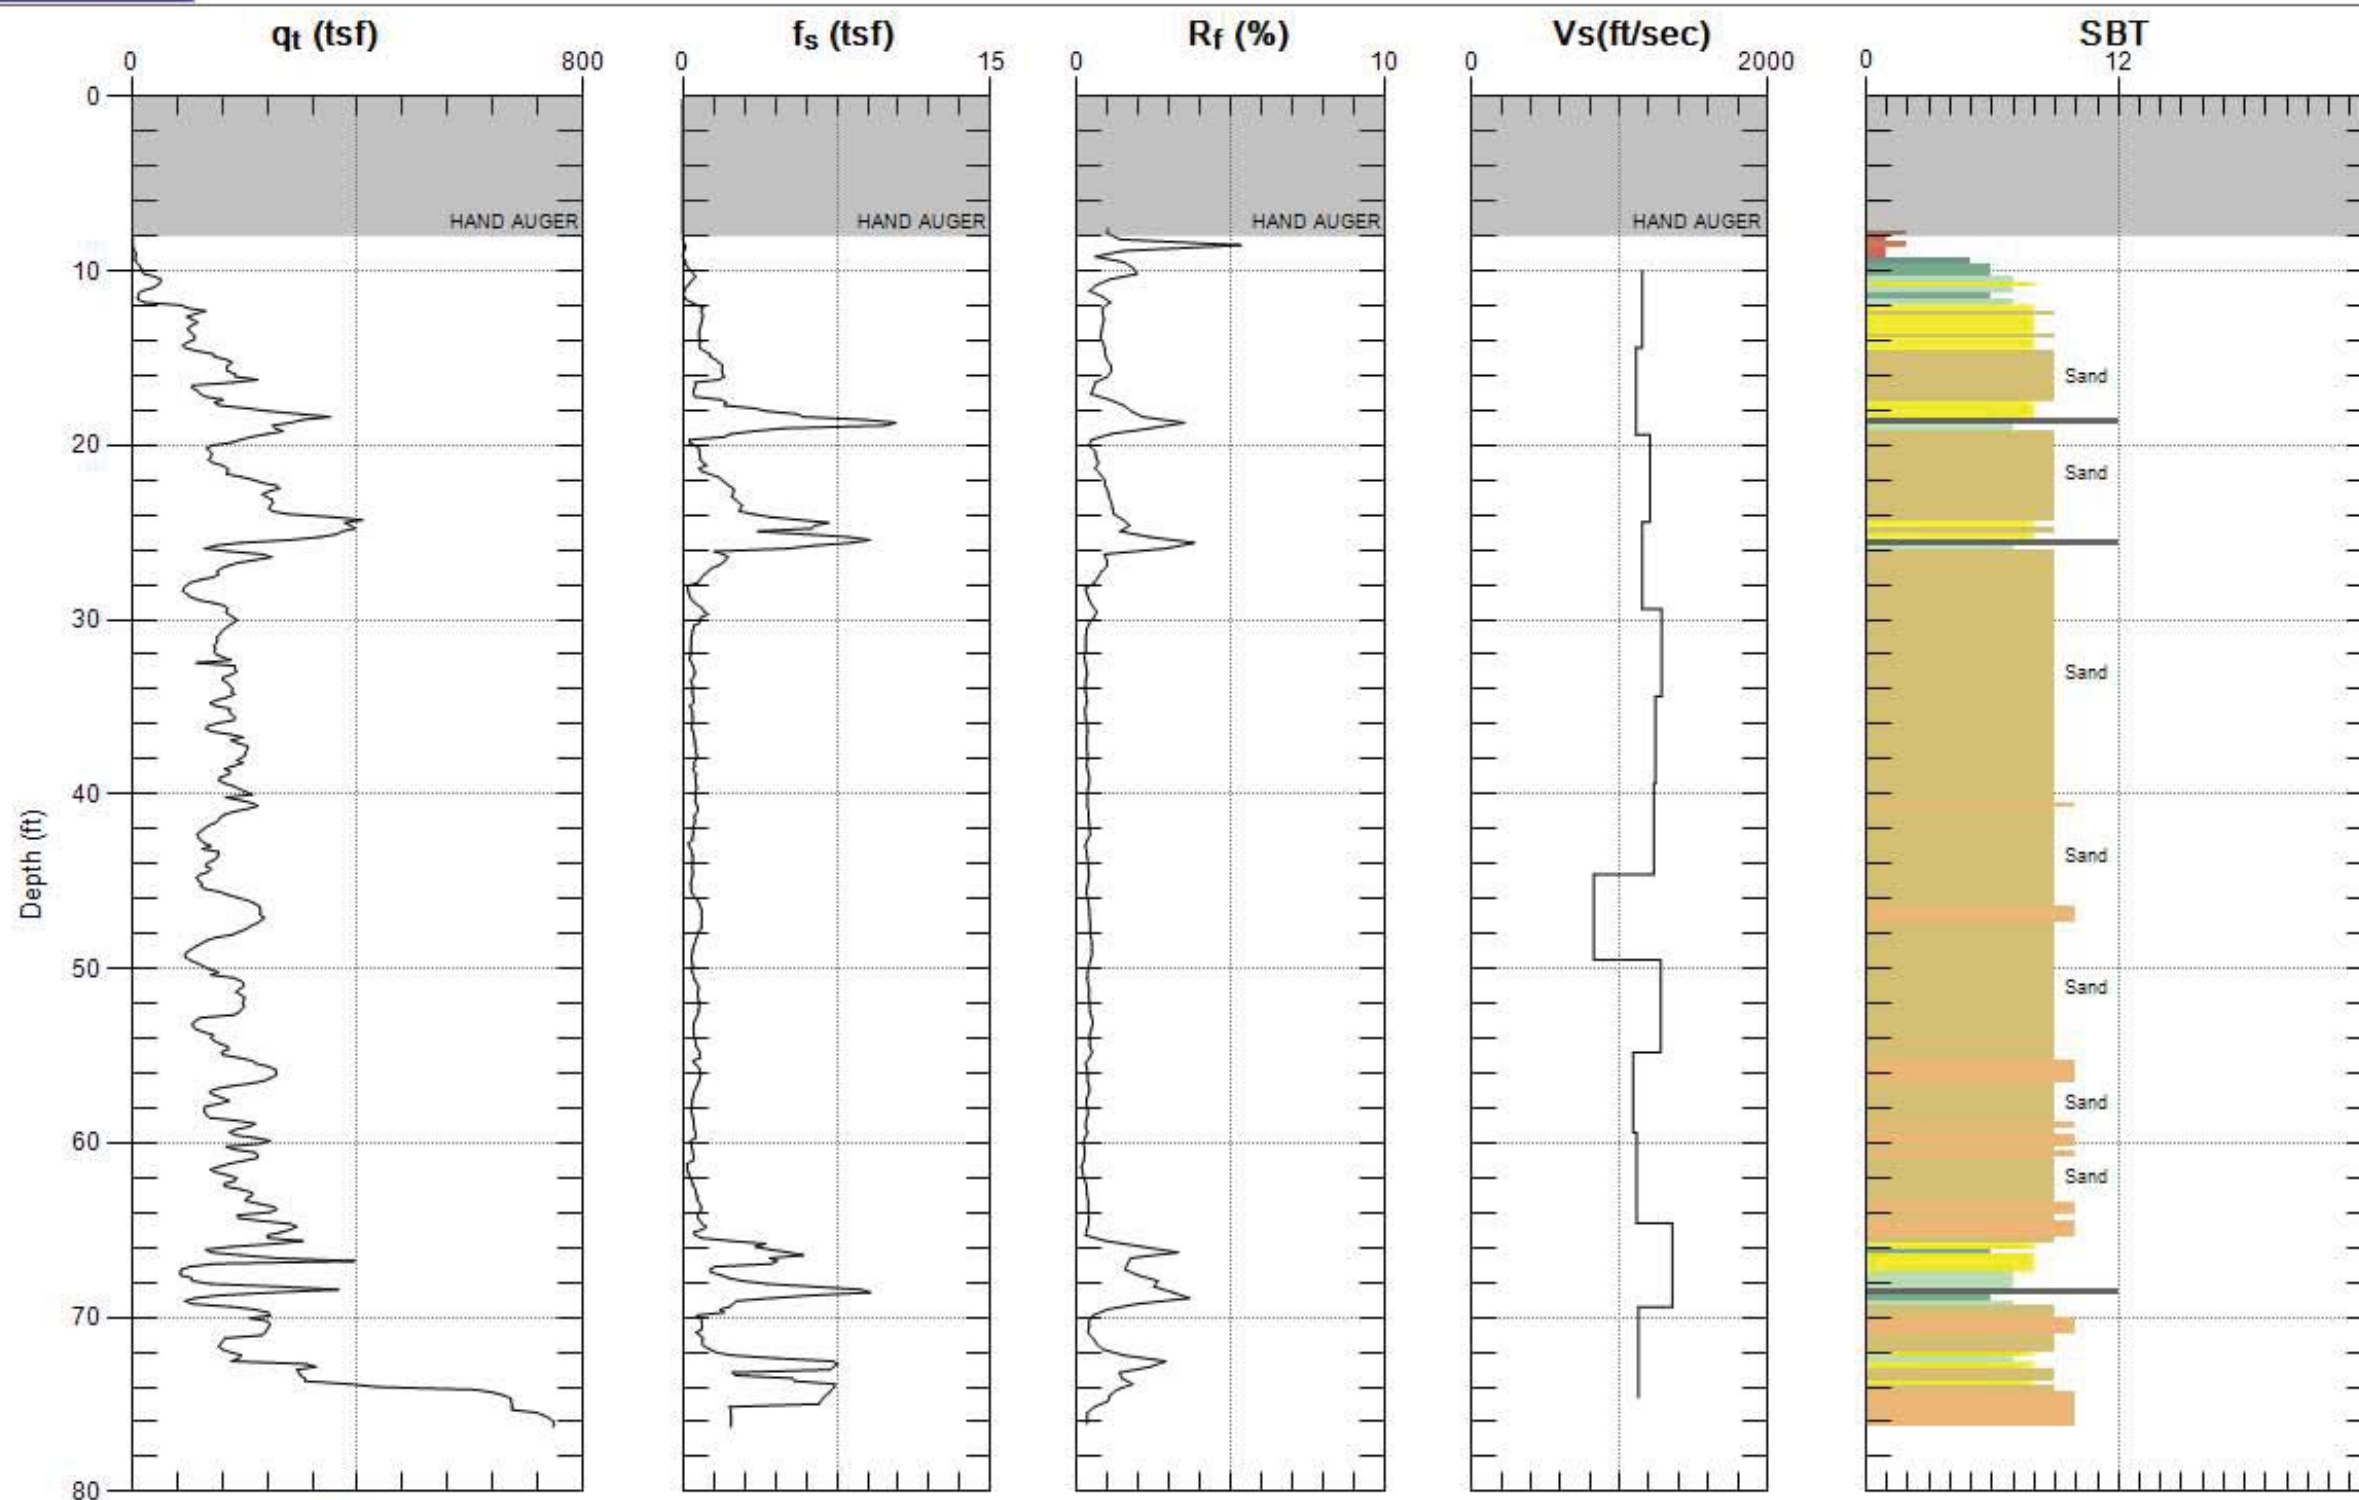 qt (tsf) fs (tsf) Rf (%) Vs(ft/sec) SBT
0 800 0 15 0 10 0 2000 0 12
0
HAND AUGER HAND AUGER HAND AUGER HAND AUGER
10
Sand
20
Sand
30
Sand
40
Depth (ft)
Sand
50
Sand
Sand
60
Sand
70
80